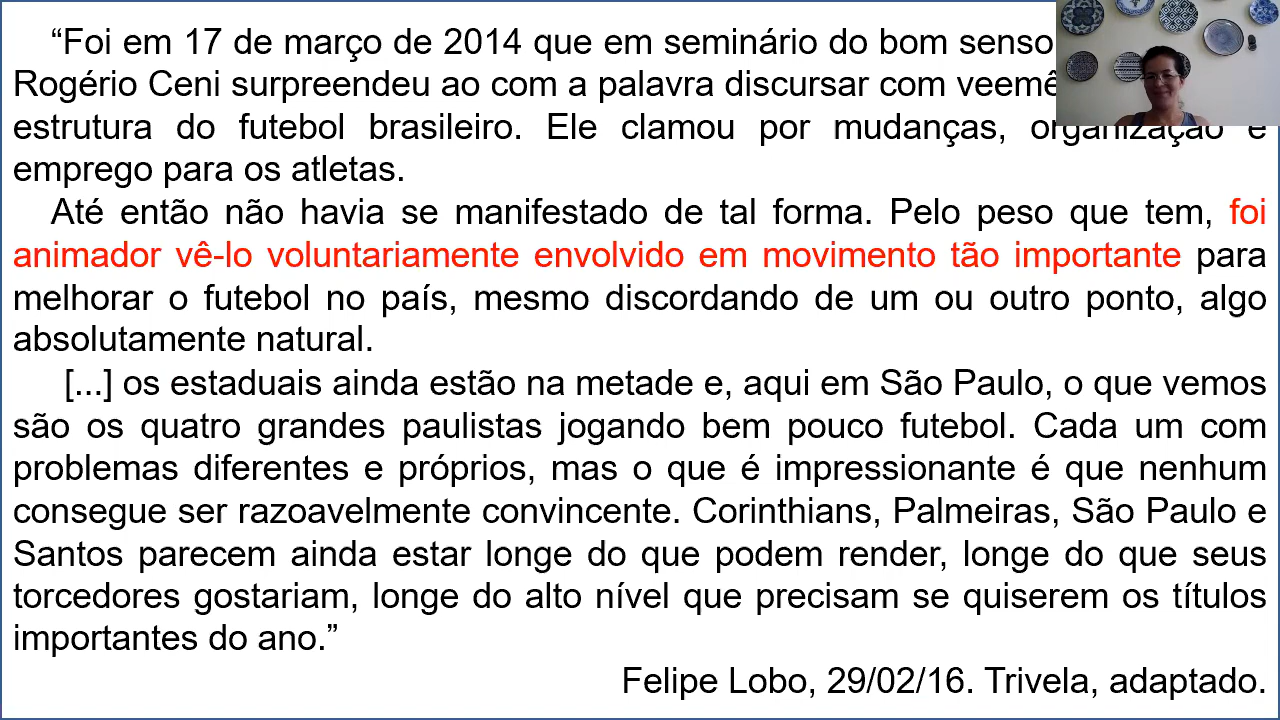 “Foi em 17 de março de 2014 que em seminário do bom senso
Rogério Ceni surpreendeu ao com a palavra discursar com
estrutura do futebol brasileiro. Ele clamou por mudanças, organização e
emprego para os atletas.
Até então não havia se manifestado de tal forma. Pelo peso que tem, foi
animador vê-lo voluntariamente envolvido em movimento tão importante para
melhorar o futebol no país, mesmo discordando de um ou outro ponto, algo
absolutamente natural.
[...] os estaduais ainda estão na metade e, aqui em São Paulo, o que vemos
são os quatro grandes paulistas jogando bem pouco futebol. Cada um com
problemas diferentes e próprios, mas o que é impressionante é que nenhum
consegue ser razoavelmente convincente. Corinthians, Palmeiras, São Paulo e
Santos parecem ainda estar longe do que podem render, longe do que seus
torcedores gostariam, longe do alto nível que precisam se quiserem os títulos
importantes do ano.”
Felipe Lobo, 29/02/16. Trivela, adaptado.